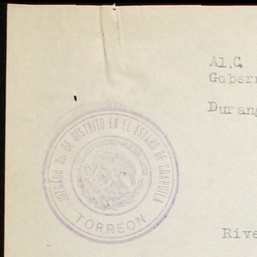 Al.C.
Gobern
Durang
JUZGADO 2o. DE DISTRITO EN EL ESTADO DE COAHUILA
TORREON
Rive